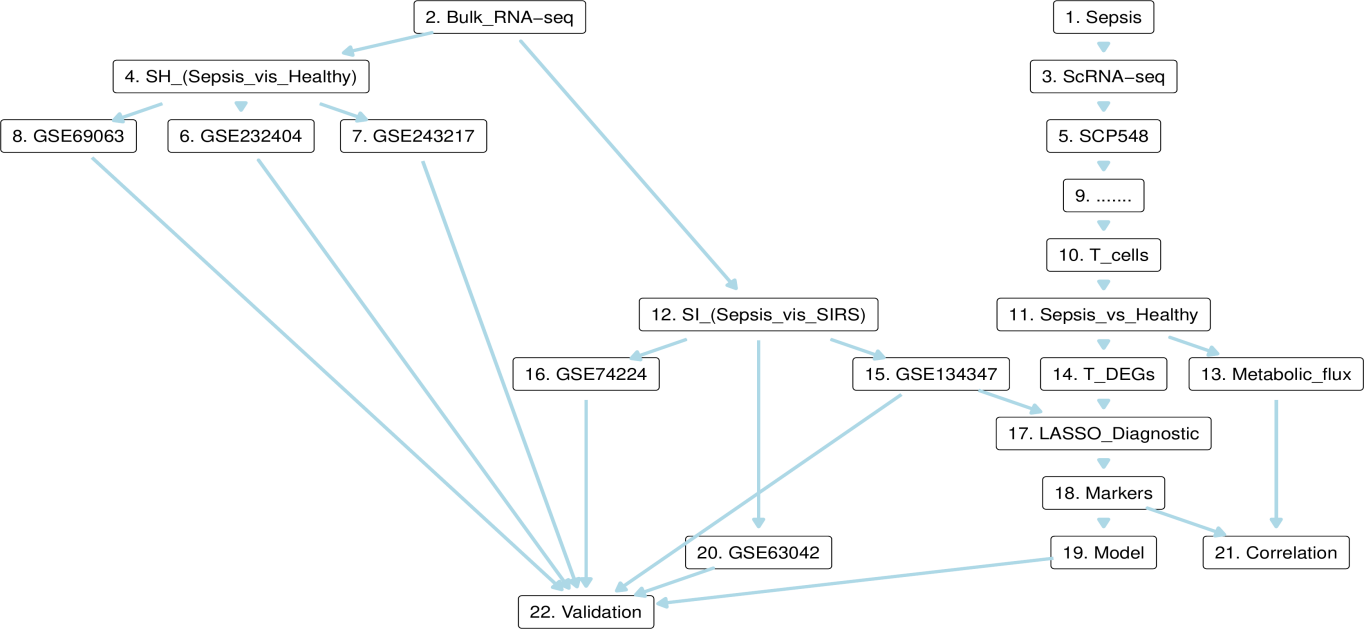 2. Bulk_RNA−seq
1. Sepsis
4. SH_(Sepsis_vis_Healthy)
3. ScRNA−seq
8. GSE69063
6. GSE232404
7. GSE243217
5. SCP548
9. .......
10. T_cells
12. SI_(Sepsis_vis_SIRS)
11. Sepsis_vs_Healthy
16. GSE74224
15. GSE134347
14. T_DEGs
13. Metabolic_flux
17. LASSO_Diagnostic
18. Markers
20. GSE63042
19. Model
21. Correlation
22. Validation